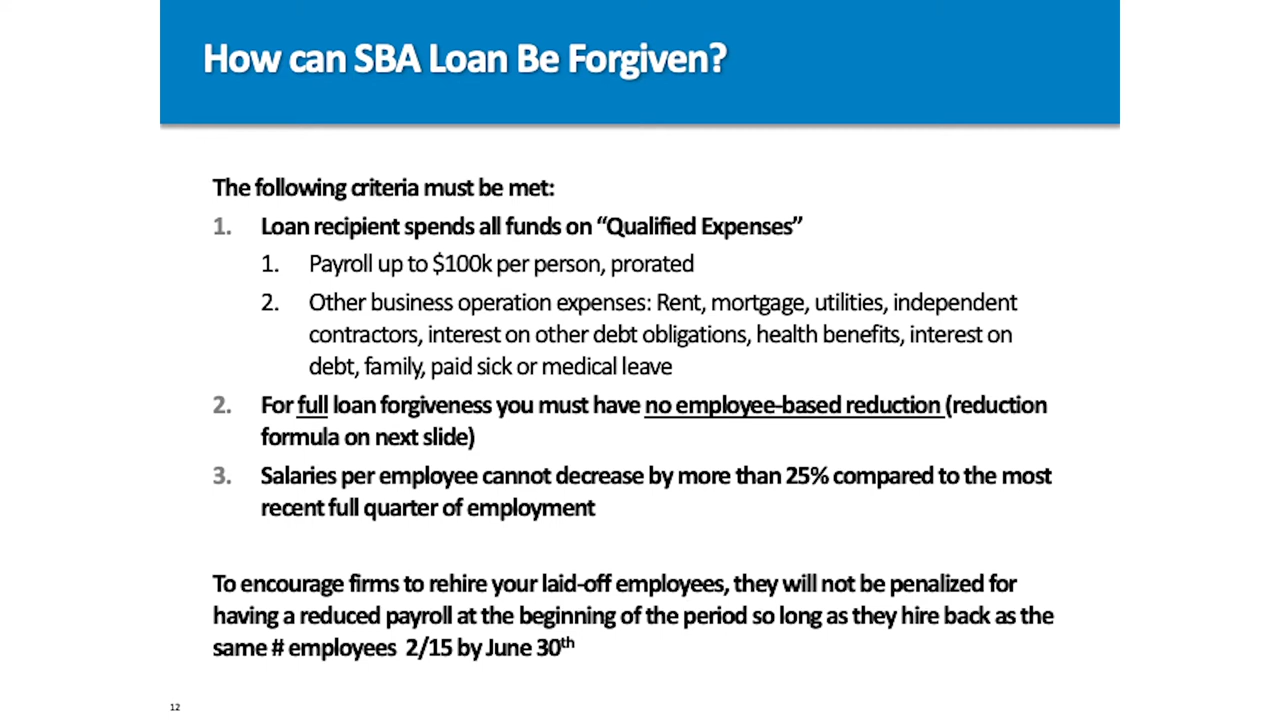 How can SBA Loan Be Forgiven?
The following criteria must be met:
1. Loan recipient spends all funds on “Qualified Expenses”
1. Payroll up to $100k per person, prorated
2. Other business operation expenses: Rent, mortgage, utilities, independent
contractors, interest on other debt obligations, health benefits, interest on
debt, family, paid sick or medical leave
2. For full loan forgiveness you must have no employee-based reduction (reduction
formula on next slide)
3. Salaries per employee cannot decrease by more than 25% compared to the most
recent full quarter of employment
To encourage firms to rehire your laid-off employees, they will not be penalized for
having a reduced payroll at the beginning of the period so long as they hire back as the
same # employees 2/15 by June 30th
12